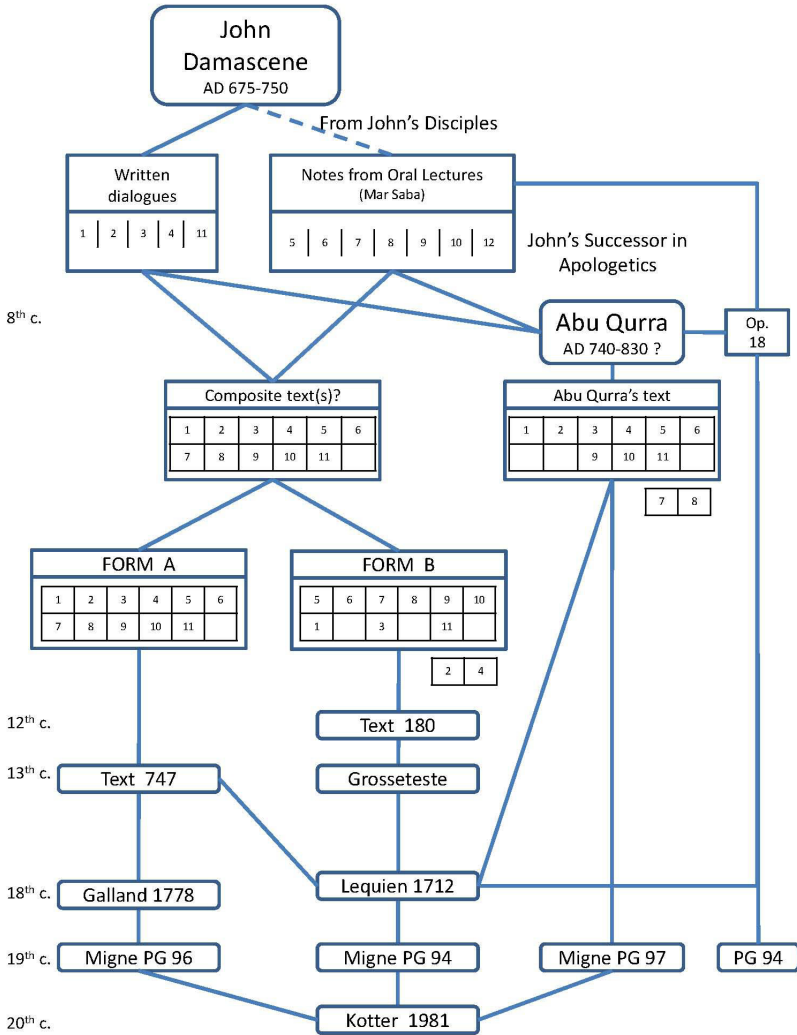 John
Damascene
AD 675-750
From John's Disciples
Written
dialogues
1 2 3 4 11
Notes from Oral Lectures
(Mar Saba)
5 6 7 8 9 10 12
John's Successor in
Apologetics
8th c.
Abu Qurra
AD 740-830 ?
Op.
18
Composite text(s)?
1 2 3 4 5 6
7 8 9 10 11
Abu Qurra's text
1 2 3 4 5 6
9 10 11
7 8
FORM A
1 2 3 4 5 6
7 8 9 10 11
FORM B
5 6 7 8 9 10
1 3 11
2 4
12th c.
Text 180
13th c.
Text 747
Grosseteste
18th c.
Galland 1778
Lequien 1712
19th c.
Migne PG 96
Migne PG 94
Migne PG 97
PG 94
20th c.
Kotter 1981